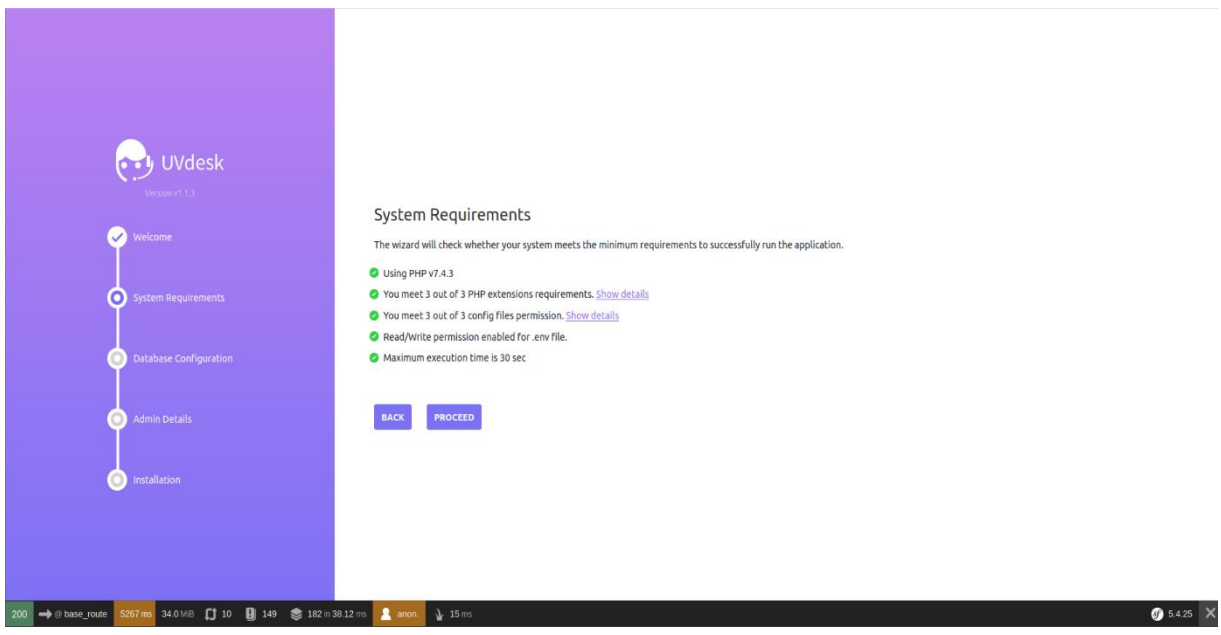 UVdesk
Version v1.1.3
Welcome
System Requirements
Database Configuration
Admin Details
Installation
System Requirements
The wizard will check whether your system meets the minimum requirements to successfully run the application.
Using PHP v7.4.3
You meet 3 out of 3 PHP extensions requirements. Show details
You meet 3 out of 3 config files permission. Show details
Read/Write permission enabled for .env file.
Maximum execution time is 30 sec
BACK PROCEED
200 @ base_route 5267 ms 34.0 MiB 10 149 182 in 38.12 ms anon. 15 ms sf 5.4.25